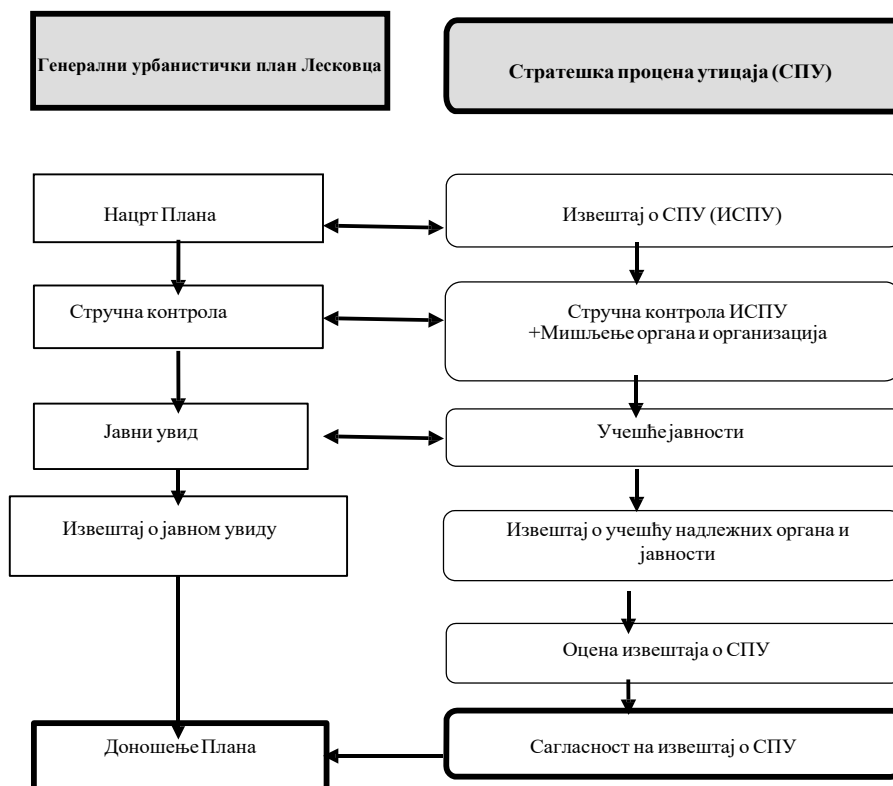 Генерални урбанистички план Лесковца
Стратешка процена утицаја (СПУ)
Нацрт Плана
Извештај о СПУ (ИСПУ)
Стручна контрола
Стручна контрола ИСПУ
+Мишљење органа и организација
Јавни увид
Учешће јавности
Извештај о јавном увиду
Извештај о учешћу надлежних органа и
јавности
Оцена извештаја о СПУ
Доношење Плана
Сагласност на извештај о СПУ